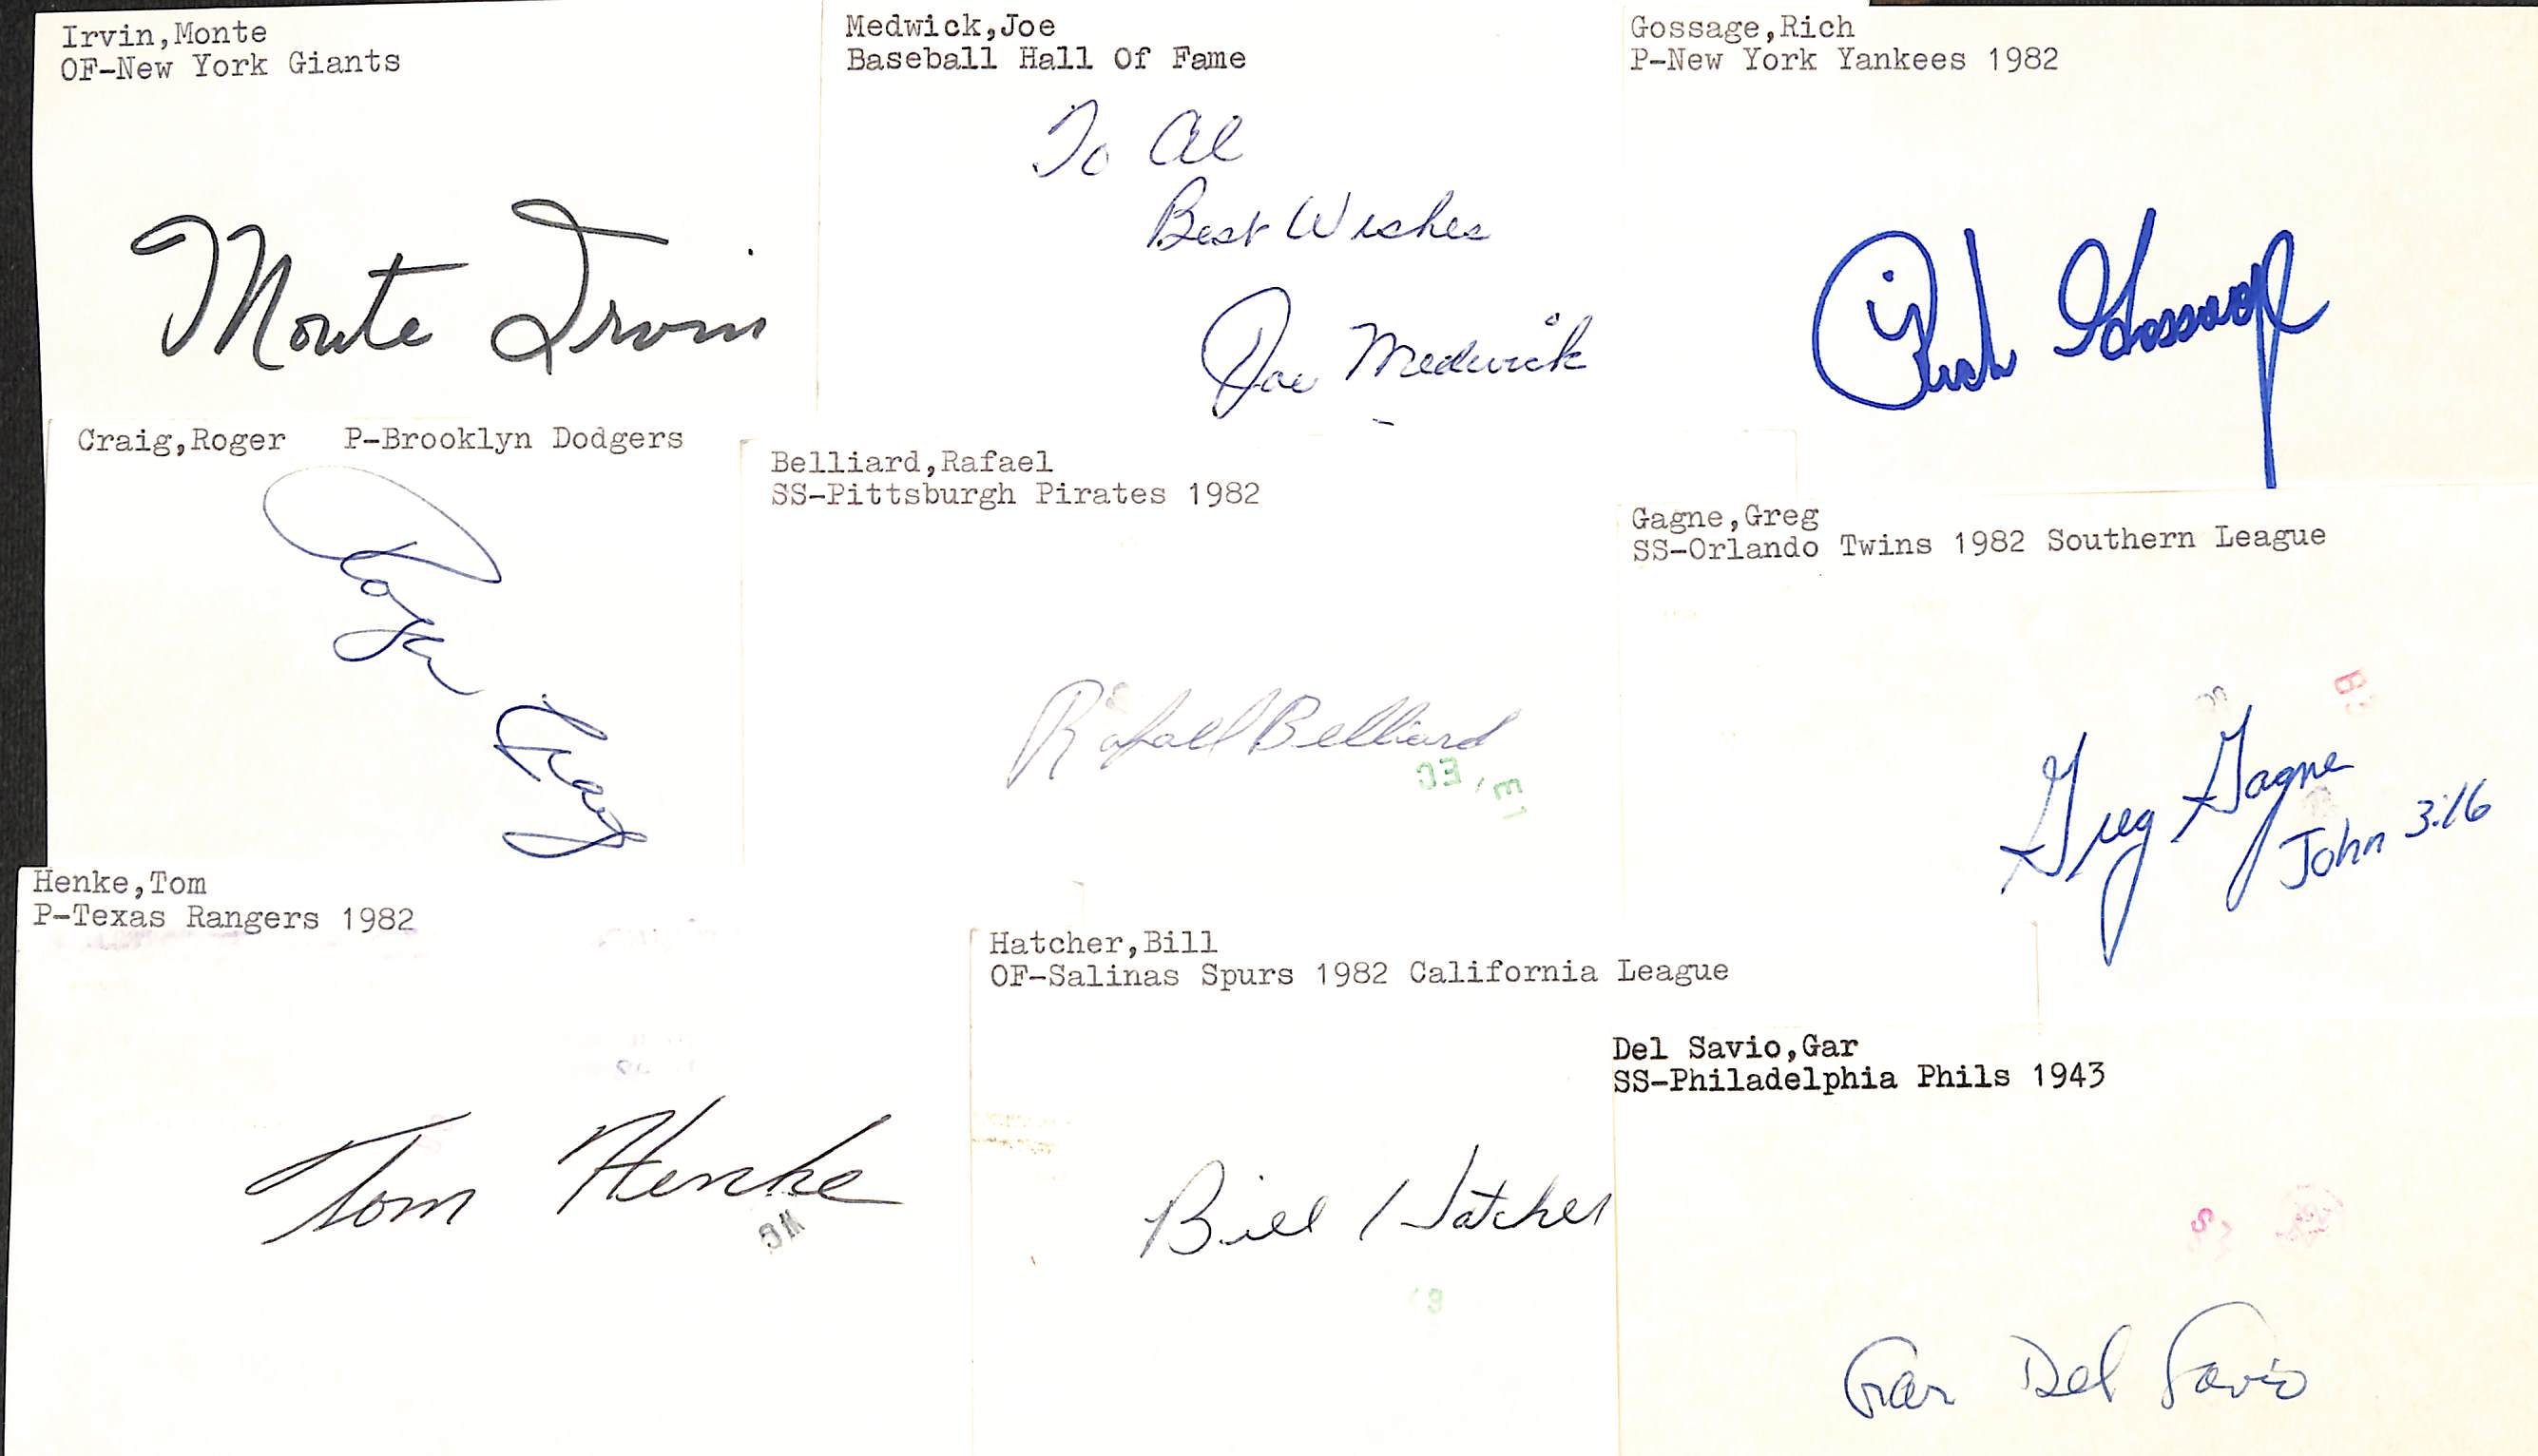 Irvin,Monte
OF-New York Giants
Monte Irvin
Medwick,Joe
Baseball Hall Of Fame
To Al
Best Wishes
Joe Medwick
Gossage,Rich
P-New York Yankees 1982
Rich Gossage
Craig,Roger P-Brooklyn Dodgers
Roger Craig
Belliard,Rafael
SS-Pittsburgh Pirates 1982
Rafael Belliard
Gagne,Greg
SS-Orlando Twins 1982 Southern League
Greg Gagne
John 3:16
Henke,Tom
P-Texas Rangers 1982
Tom Henke
Hatcher,Bill
OF-Salinas Spurs 1982 California League
Bill Hatcher
Del Savio,Gar
SS-Philadelphia Phils 1943
Gar Del Savio